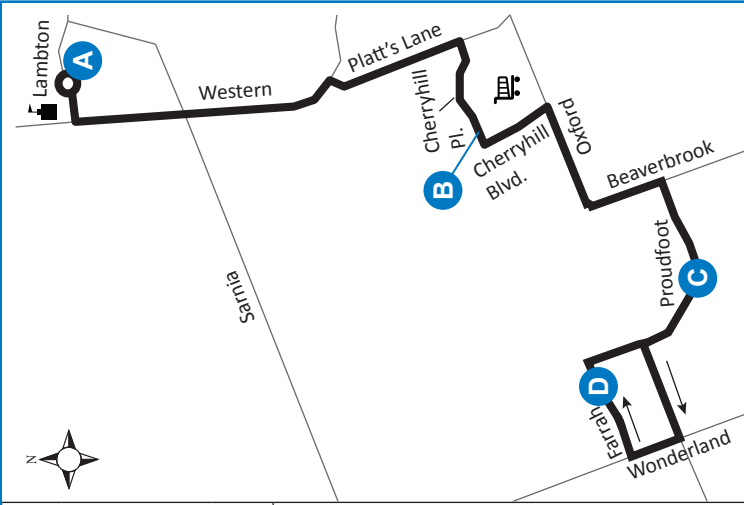 Lambton
A
Western
Platt's Lane
Cherryhill
Pl.
B
Cherryhill
Blvd.
Oxford
Beaverbrook
Sarnia
Proudfoot
C
D
Farrah
Wonderland
N